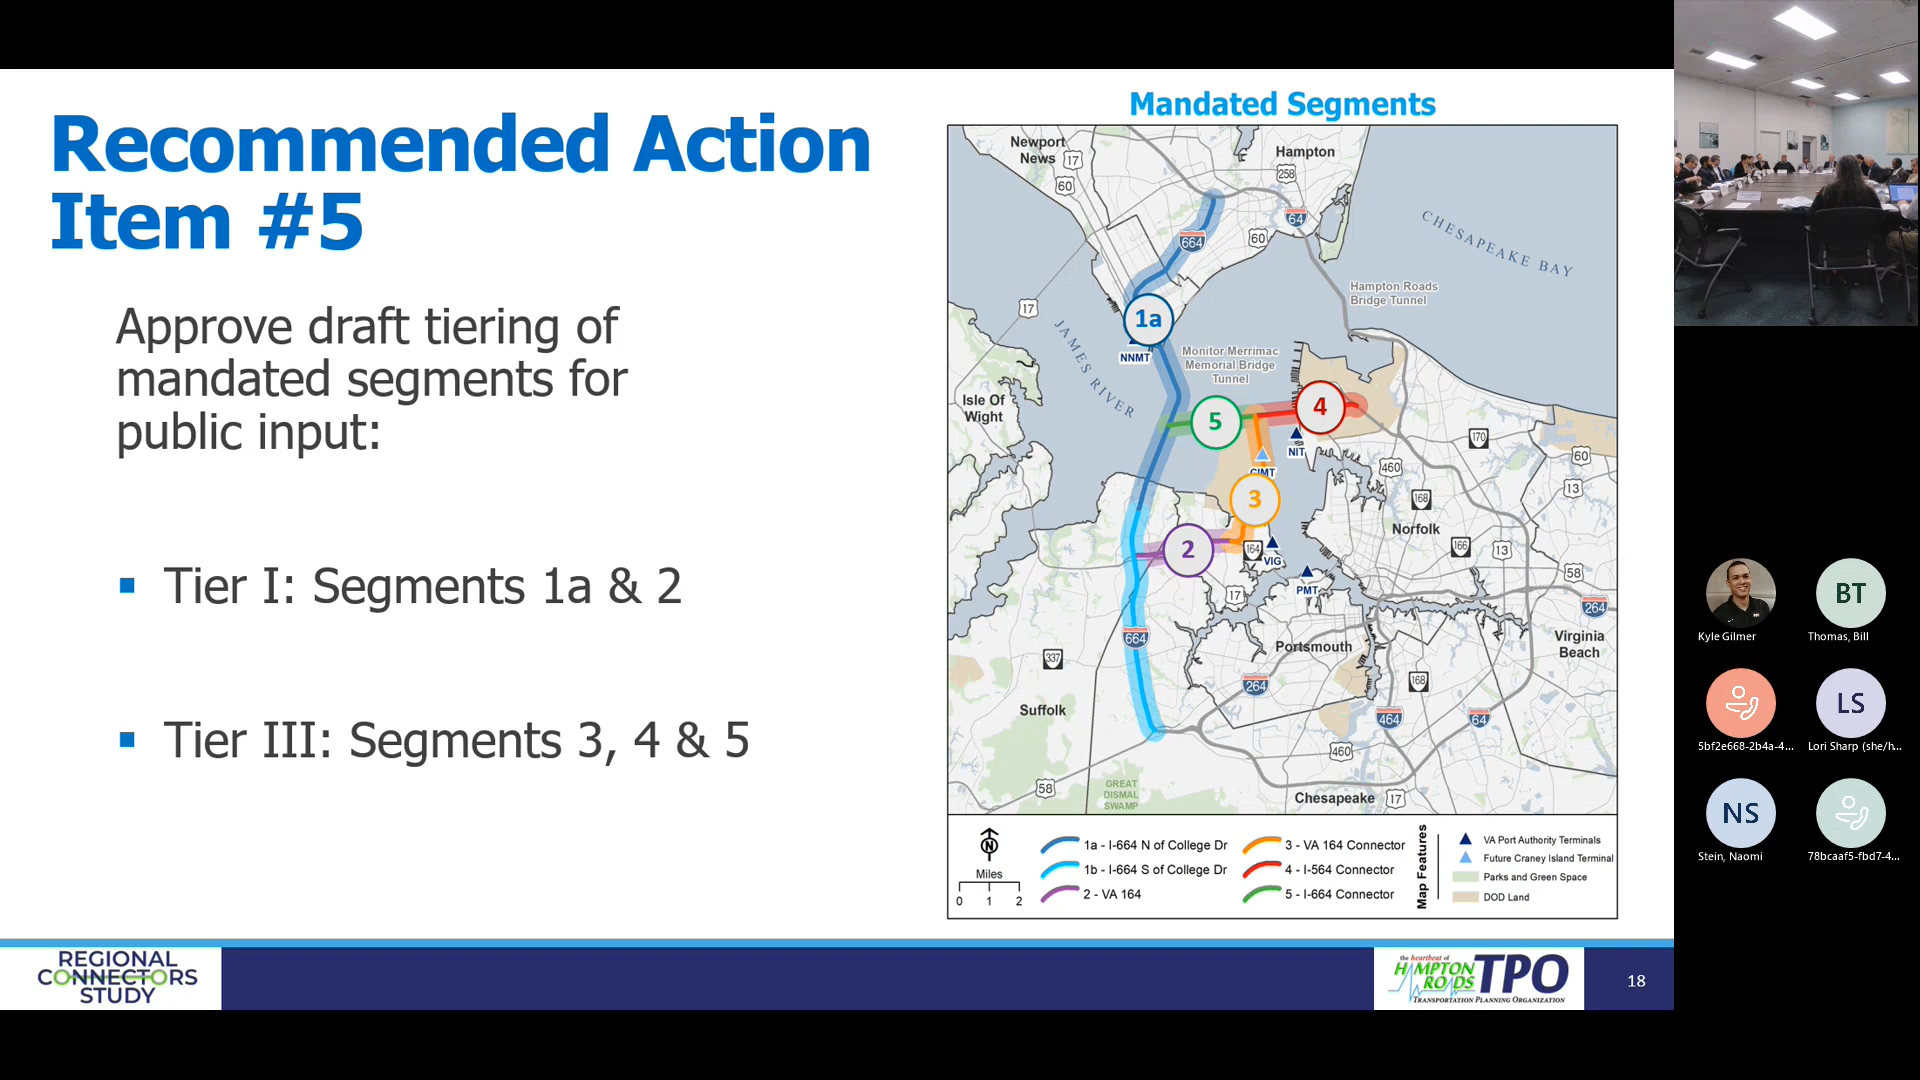 Recommended Action
Item #5
Approve draft tiering of
mandated segments for
public input:
▪ Tier I: Segments 1a & 2
▪ Tier III: Segments 3, 4 & 5
Mandated Segments
Newport
News
17
60
Hampton
258
64
664
60
CHESAPEAKE BAY
Hampton Roads
Bridge Tunnel
17
1a
JAMES RIVER
NNMT
Monitor Merrimac
Memorial Bridge
Tunnel
Isle Of
Wight
5
4
NIT
170
460
60
CIMT
13
3
168
Norfolk
2
164
VIG
166
13
PMT
58
17
264
664
Virginia
Beach
Portsmouth
337
264
168
Suffolk
464
64
460
58
GREAT
DISMAL
SWAMP
Chesapeake
17
N
Miles
0 1 2
1a - I-664 N of College Dr
1b - I-664 S of College Dr
2 - VA 164
3 - VA 164 Connector
4 - I-564 Connector
5 - I-664 Connector
Map Features
VA Port Authority Terminals
Future Craney Island Terminal
Parks and Green Space
DOD Land
REGIONAL
CONNECTORS
STUDY
the heartbeat of
HAMPTON
ROADS
TPO
TRANSPORTATION PLANNING ORGANIZATION
18
Kyle Gilmer
BT
Thomas, Bill
5bf2e668-2b4a-4...
LS
Lori Sharp (she/h...
NS
Stein, Naomi
78bcaaf5-fbd7-4...